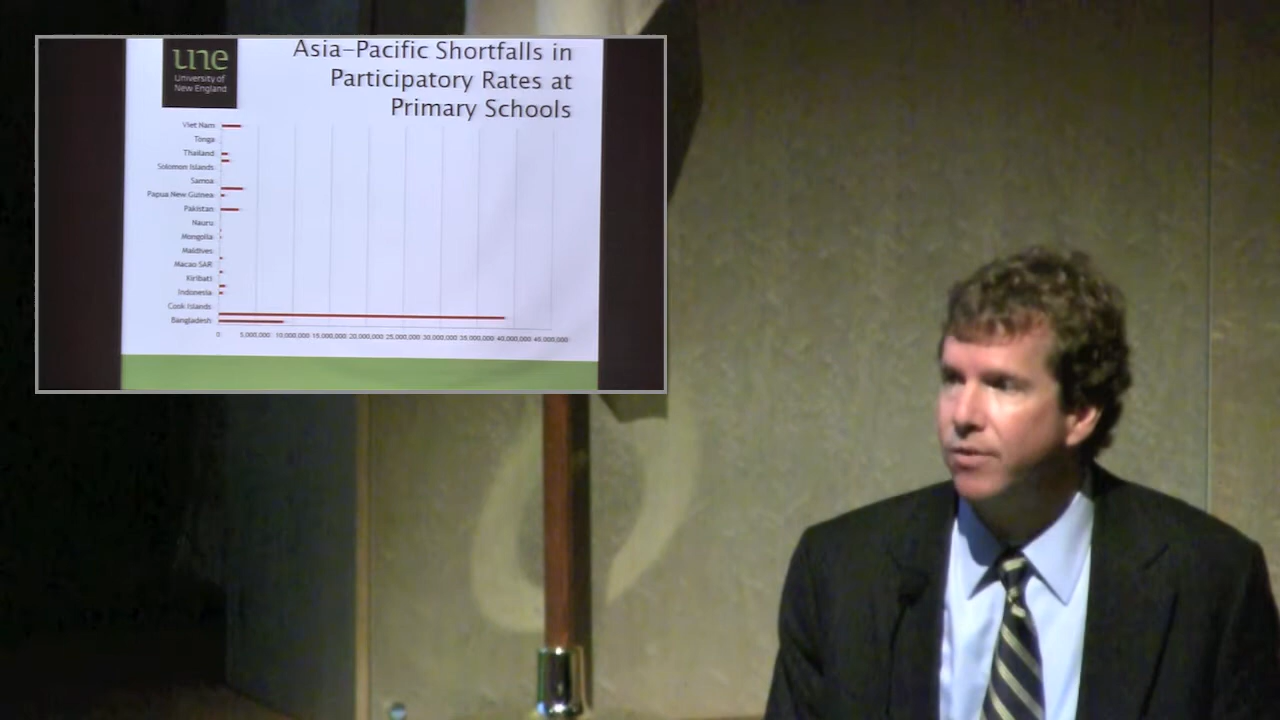 une
University of
New England
Asia-Pacific Shortfalls in
Participatory Rates at
Primary Schools
Viet Nam
Tonga
Thailand
Solomon Islands
Samoa
Papua New Guinea
Pakistan
Nauru
Mongolia
Maldives
Macao SAR
Kiribati
Indonesia
Cook Islands
Bangladesh
0 5,000,000 10,000,000 15,000,000 20,000,000 25,000,000 30,000,000 35,000,000 40,000,000 45,000,000